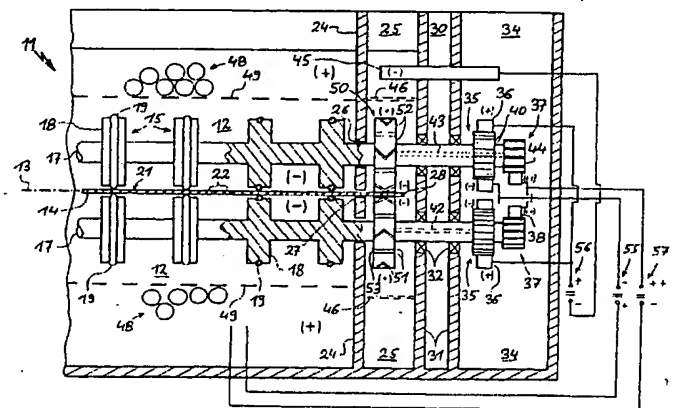 24 25 30 34
11 45 (-)
48 49 (+) 46
50 (+) 36
19 26 52 35 (+) 40 37
18 15 12 43
17 (-) 44
13 21 22 28 (-) (-)
14 (-) (-) (-)
17 27 42 38 56 55 57
12 19 18 53 (+) 51 32 35 36 (+) 37
19 + - ++
48 49 46 - + -
(+) 24 25 31 34